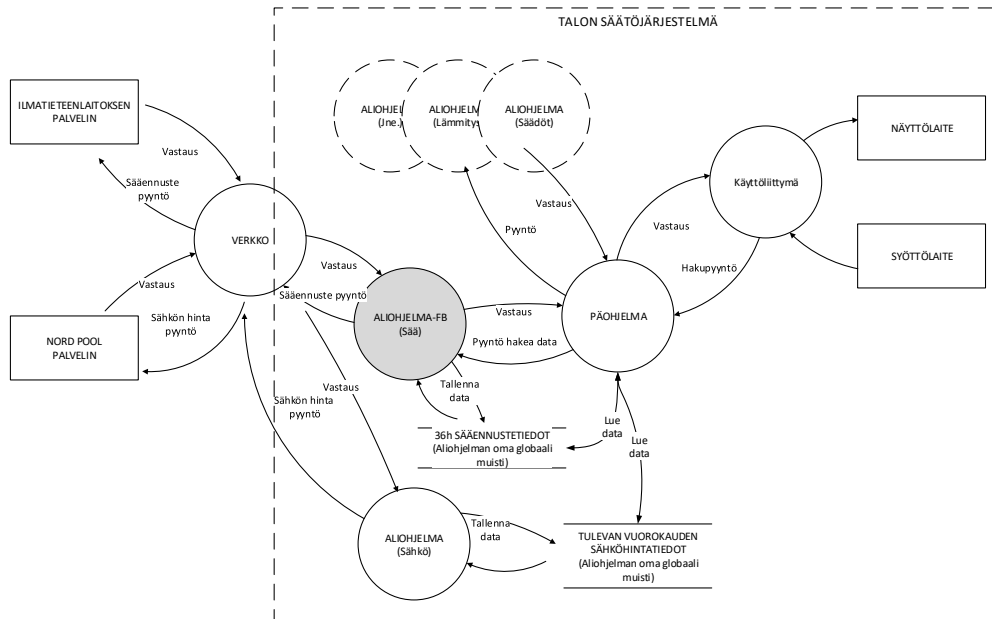 TALON SÄÄTÖJÄRJESTELMÄ
ILMATIETEENLAITOKSEN
PALVELIN
Vastaus
Sääennuste
pyyntö
VERKKO
Vastaus
Sähkön hinta
pyyntö
NORD POOL
PALVELIN
ALIOHJEL
(Jne.)
ALIOHJELM
(Lämmitys
ALIOHJELMA
(Säädöt)
Vastaus
Pyyntö
Vastaus
Käyttöliittymä
NÄYTTÖLAITE
SYÖTTÖLAITE
Hakupyyntö
PÄOHJELMA
Vastaus
Sääennuste pyyntö
ALIOHJELMA-FB
(Sää)
Vastaus
Pyyntö hakea data
Tallenna
data
36h SÄÄENNUSTETIEDOT
(Aliohjelman oma globaali
muisti)
Lue
data
Lue
data
Vastaus
Sähkön hinta
pyyntö
ALIOHJELMA
(Sähkö)
Tallenna
data
TULEVAN VUOROKAUDEN
SÄHKÖHINTATIEDOT
(Aliohjelman oma globaali
muisti)